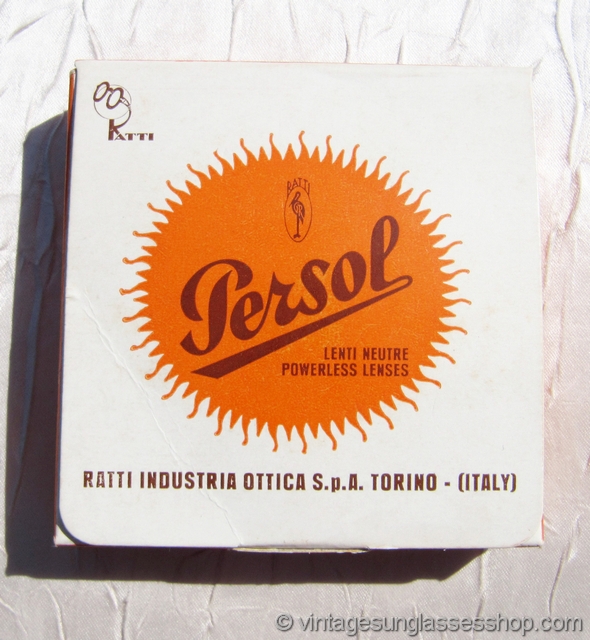 RATTI
RATTI
Persol
LENTI NEUTRE
POWERLESS LENSES
RATTI INDUSTRIA OTTICA S.p.A. TORINO - (ITALY)
© vintagesunglassesshop.com